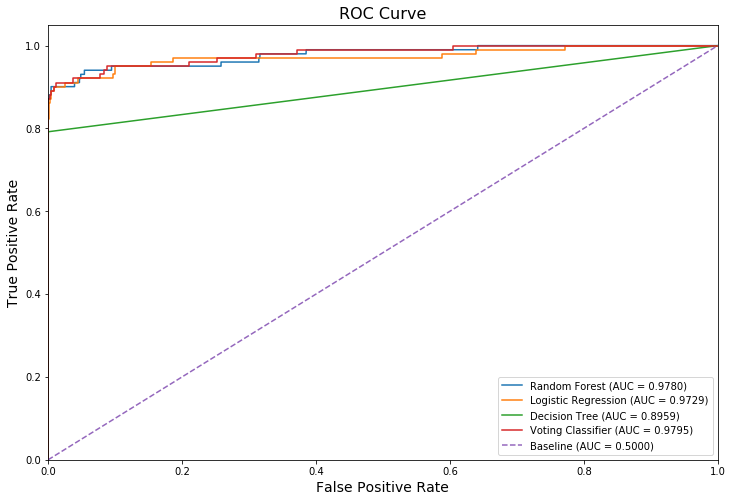 ROC Curve
1.0
0.8
0.6
0.4
0.2
0.0
True Positive Rate
Random Forest (AUC = 0.9780)
Logistic Regression (AUC = 0.9729)
Decision Tree (AUC = 0.8959)
Voting Classifier (AUC = 0.9795)
Baseline (AUC = 0.5000)
0.0 0.2 0.4 0.6 0.8 1.0
False Positive Rate